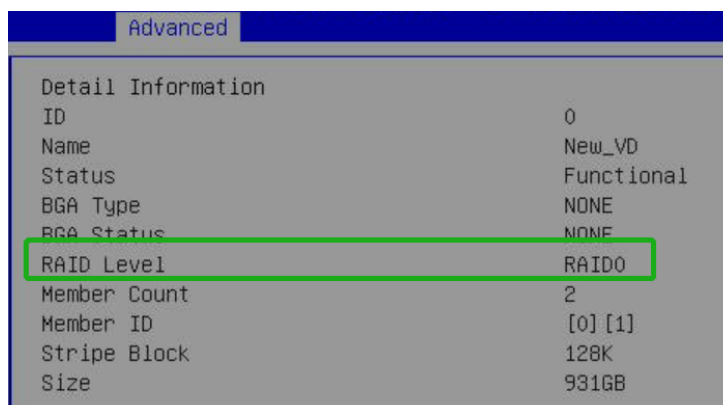 Advanced
Detail Information
ID 0
Name New_VD
Status Functional
BGA Type NONE
BGA Status NONE
RAID Level RAID0
Member Count 2
Member ID [0][1]
Stripe Block 128K
Size 931GB